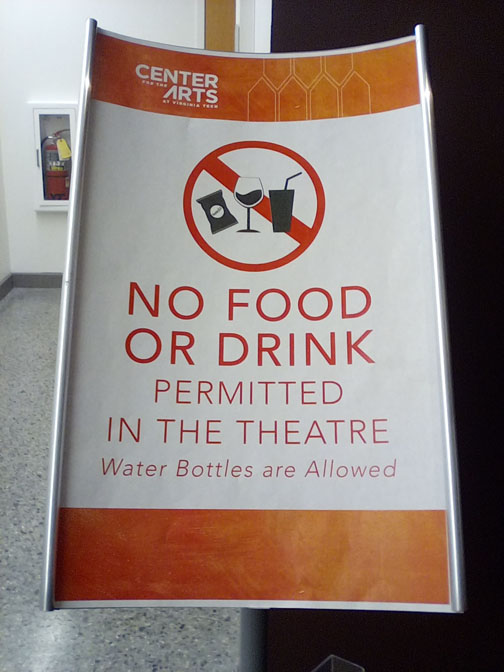 CENTER
FOR THE
ARTS
AT VIRGINIA TECH
NO FOOD
OR DRINK
PERMITTED
IN THE THEATRE
Water Bottles are Allowed